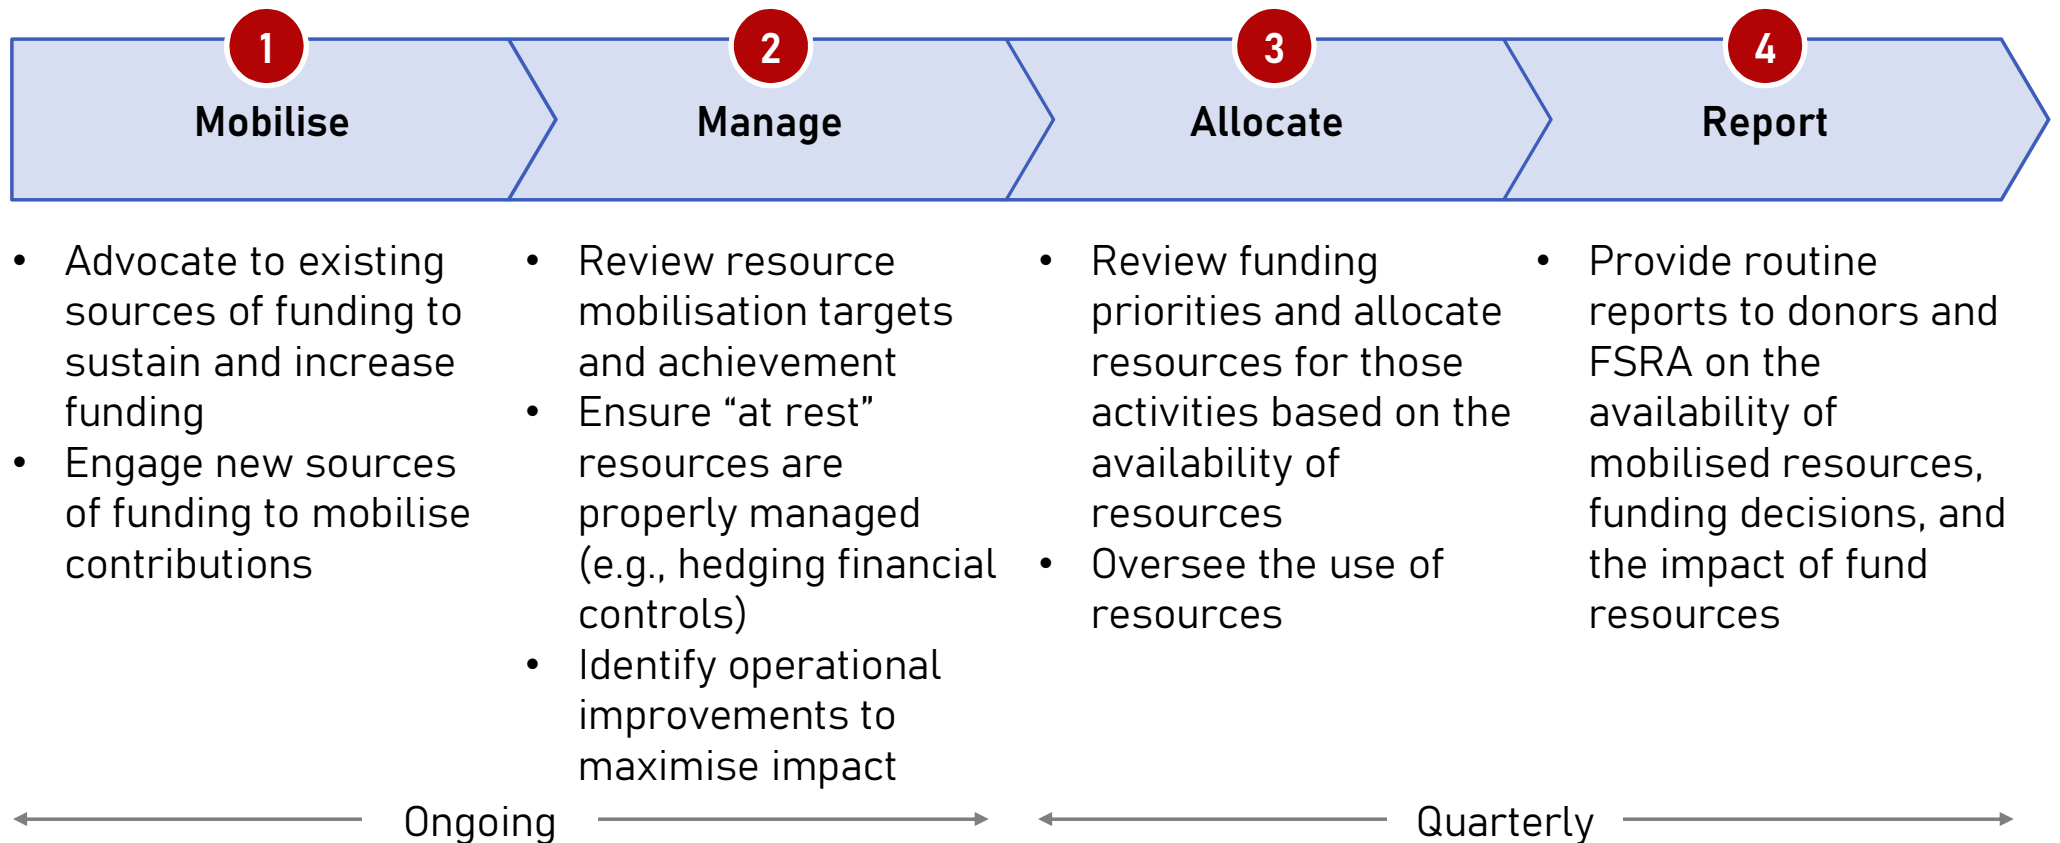 1
Mobilise
2
Manage
3
Allocate
4
Report
• Advocate to existing
sources of funding to
sustain and increase
funding
• Engage new sources
of funding to mobilise
contributions
• Review resource
mobilisation targets
and achievement
• Ensure “at rest”
resources are
properly managed
(e.g., hedging financial
controls)
• Identify operational
improvements to
maximise impact
• Review funding
priorities and allocate
resources for those
activities based on the
availability of
resources
• Oversee the use of
resources
• Provide routine
reports to donors and
FSRA on the
availability of
mobilised resources,
funding decisions, and
the impact of fund
resources
Ongoing
Quarterly